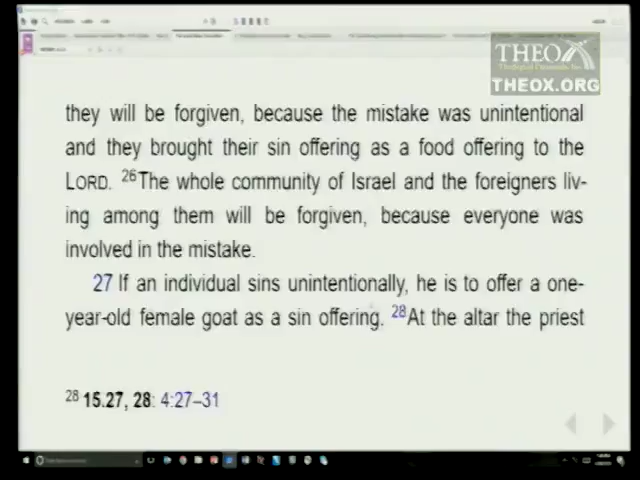 THEOX
THEOX.ORG
they will be forgiven, because the mistake was unintentional
and they brought their sin offering as a food offering to the
LORD. 26The whole community of Israel and the foreigners liv-
ing among them will be forgiven, because everyone was
involved in the mistake.
27 If an individual sins unintentionally, he is to offer a one-
year-old female goat as a sin offering. 28At the altar the priest
28 15.27, 28: 4:27–31